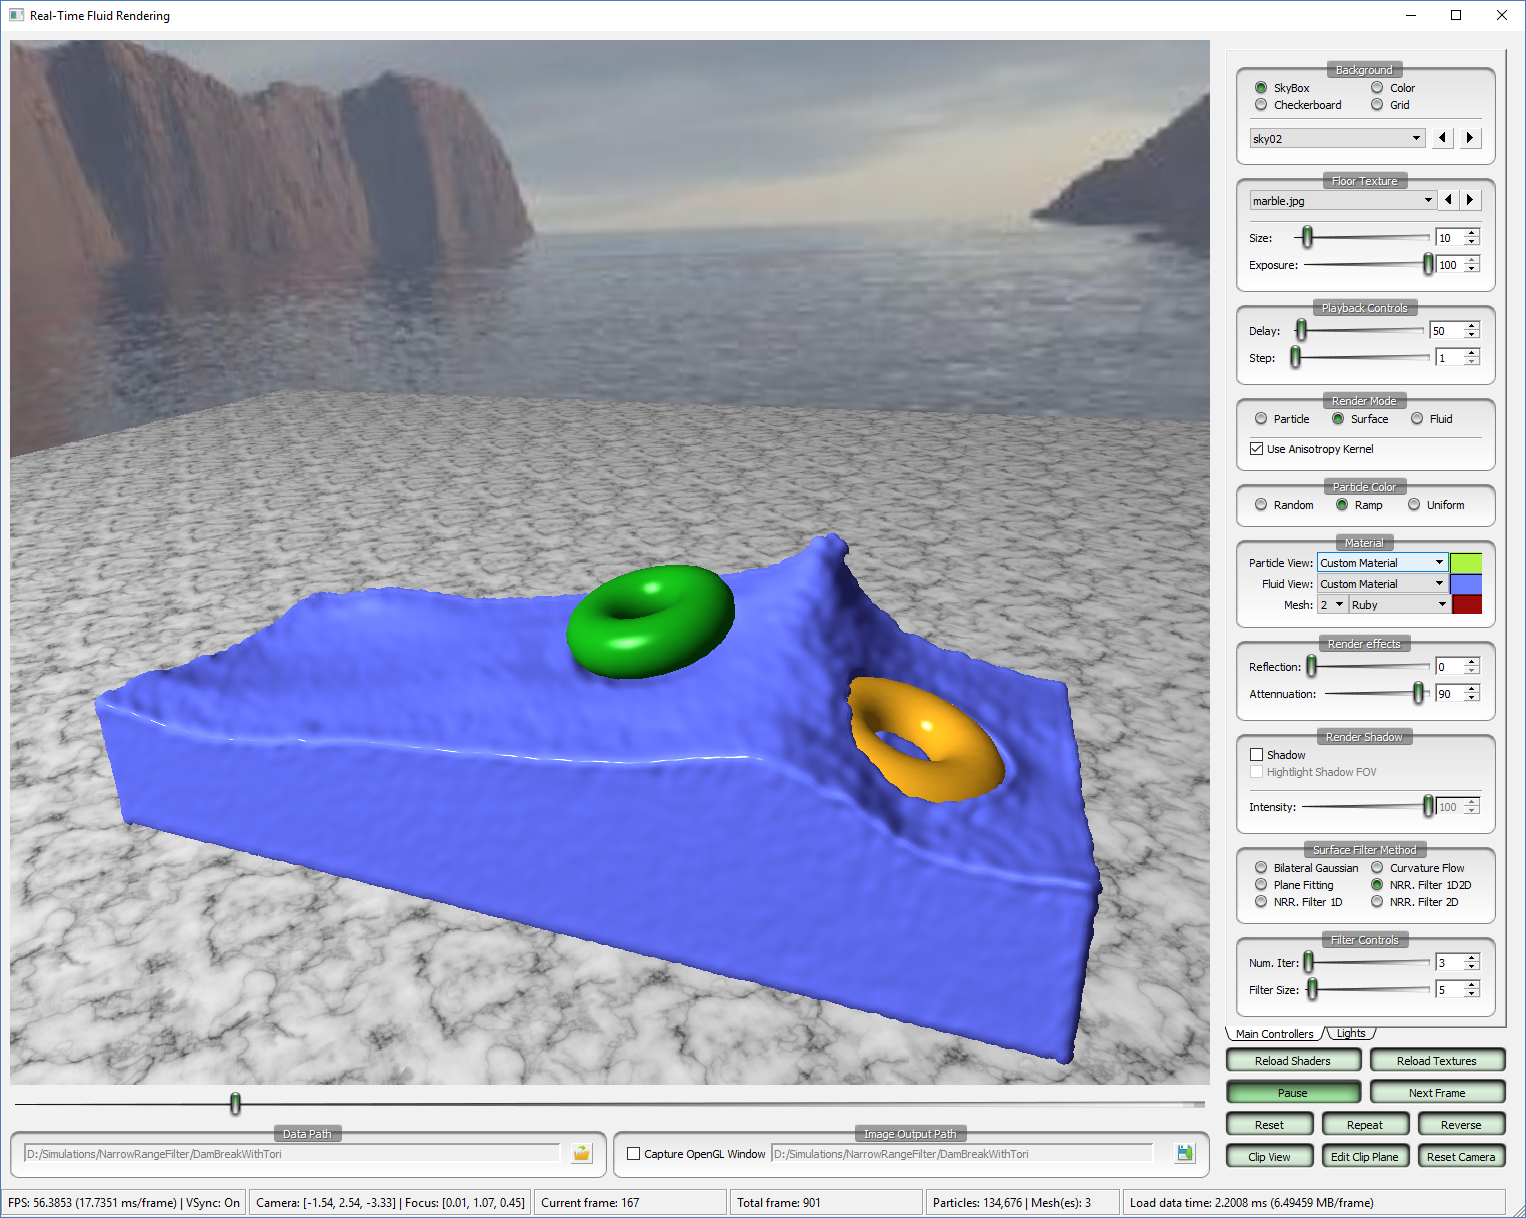 Real-Time Fluid Rendering
Background
SkyBox
Color
Checkerboard
Grid
sky02
Floor Texture
marble.jpg
Size: 10
Exposure: 100
Playback Controls
Delay: 50
Step: 1
Render Mode
Particle
Surface
Fluid
Use Anisotropy Kernel
Particle Color
Random
Ramp
Uniform
Material
Particle View: Custom Material
Fluid View: Custom Material
Mesh: 2 Ruby
Render effects
Reflection: 0
Attennuation: 90
Render Shadow
Shadow
Hightlight Shadow FOV
Intensity: 100
Surface Filter Method
Bilateral Gaussian
Curvature Flow
Plane Fitting
NRR. Filter 1D2D
NRR. Filter 1D
NRR. Filter 2D
Filter Controls
Num. Iter: 3
Filter Size: 5
Main Controllers
Lights
Reload Shaders
Reload Textures
Pause
Next Frame
Reset
Repeat
Reverse
Clip View
Edit Clip Plane
Reset Camera
Data Path
D:/Simulations/NarrowRangeFilter/DamBreakWithTori
Image Output Path
Capture OpenGL Window
D:/Simulations/NarrowRangeFilter/DamBreakWithTori
FPS: 56.3853 (17.7351 ms/frame) | VSync: On
Camera: [-1.54, 2.54, -3.33] | Focus: [0.01, 1.07, 0.45]
Current frame: 167
Total frame: 901
Particles: 134,676 | Mesh(es): 3
Load data time: 2.2008 ms (6.49459 MB/frame)